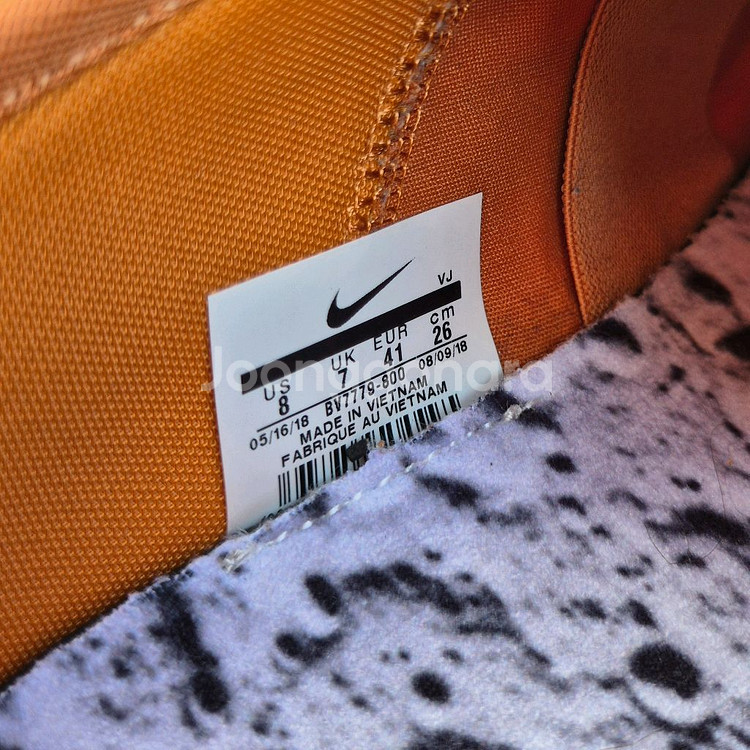 VJ
US UK EUR cm
8 7 41 26
05/16/18 BV7779-800 08/09/18
MADE IN VIETNAM
FABRIQUE AU VIETNAM